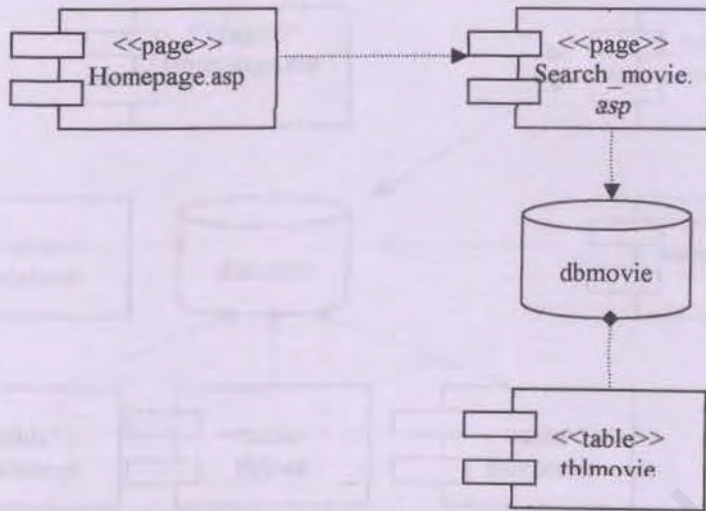 <<page>>
Homepage.asp
<<page>>
Search_movie.
asp
dbmovie
<<table>>
tblmovie